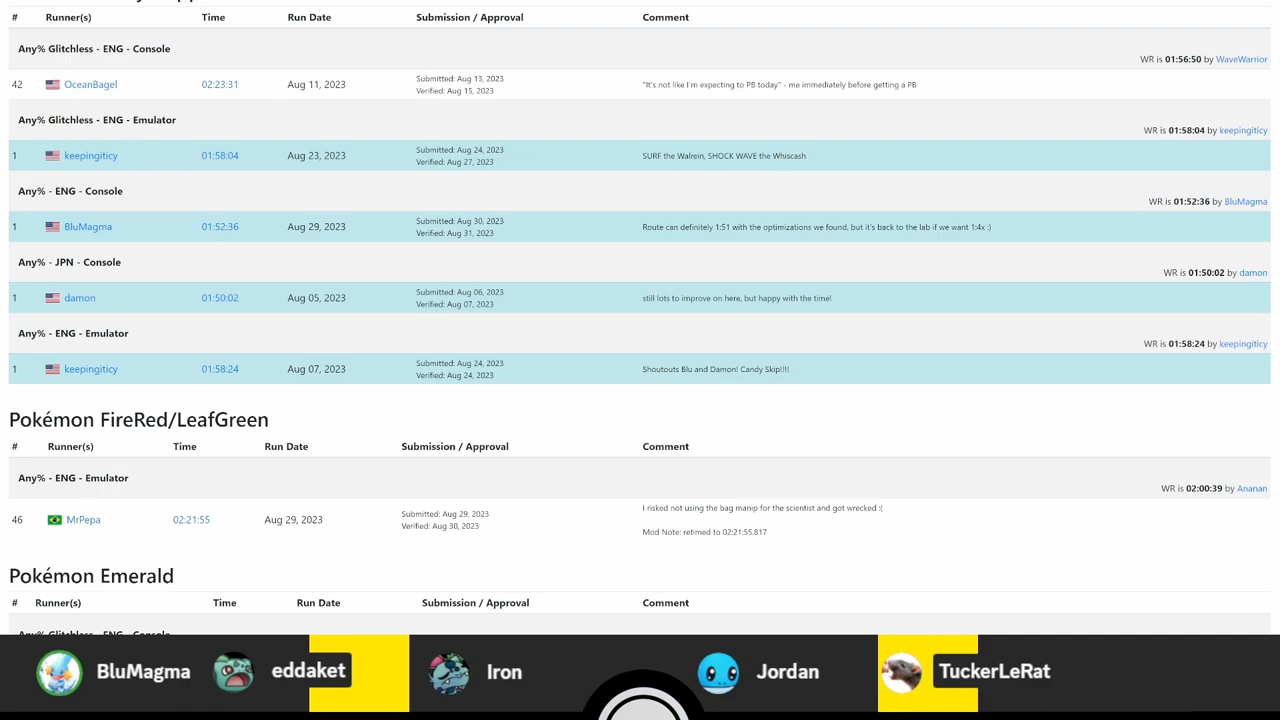 # Runner(s) Time Run Date Submission / Approval Comment
Any% Glitchless - ENG - Console
WR is 01:56:50 by WaveWarrior
42 OceanBagel 02:23:31 Aug 11, 2023 Submitted: Aug 13, 2023 "It's not like I'm expecting to PB today" - me immediately before getting a PB
Verified: Aug 15, 2023
Any% Glitchless - ENG - Emulator
WR is 01:58:04 by keepingiticy
1 keepingiticy 01:58:04 Aug 23, 2023 Submitted: Aug 24, 2023 SURF the Walrein, SHOCK WAVE the Whiscash
Verified: Aug 27, 2023
Any% - ENG - Console
WR is 01:52:36 by BluMagma
1 BluMagma 01:52:36 Aug 29, 2023 Submitted: Aug 30, 2023 Route can definitely 1:51 with the optimizations we found, but it's back to the lab if we want 1:4x :)
Verified: Aug 31, 2023
Any% - JPN - Console
WR is 01:50:02 by damon
1 damon 01:50:02 Aug 05, 2023 Submitted: Aug 06, 2023 still lots to improve on here, but happy with the time!
Verified: Aug 07, 2023
Any% - ENG - Emulator
WR is 01:58:24 by keepingiticy
1 keepingiticy 01:58:24 Aug 07, 2023 Submitted: Aug 24, 2023 Shoutouts Blu and Damon! Candy Skip!!!!
Verified: Aug 24, 2023
Pokémon FireRed/LeafGreen
# Runner(s) Time Run Date Submission / Approval Comment
Any% - ENG - Emulator
WR is 02:00:39 by Ananan
46 MrPepa 02:21:55 Aug 29, 2023 Submitted: Aug 29, 2023 I risked not using the bag manip for the scientist and got wrecked :(
Verified: Aug 30, 2023 Mod Note: retimed to 02:21:55.817
Pokémon Emerald
# Runner(s) Time Run Date Submission / Approval Comment
Any% Glitchless - ENG - Console
BluMagma eddaket Iron Jordan TuckerLeRat